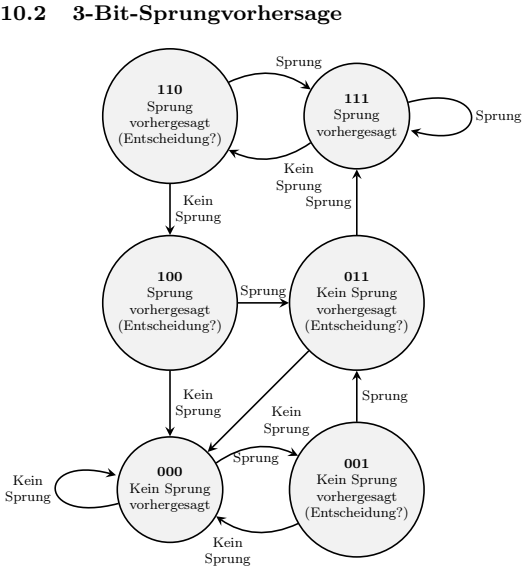 10.2 3-Bit-Sprungvorhersage
110
Sprung
vorhergesagt
(Entscheidung?)
Sprung
111
Sprung
vorhergesagt
Sprung
Kein
Sprung
Kein
Sprung
Sprung
100
Sprung
vorhergesagt
(Entscheidung?)
Sprung
011
Kein Sprung
vorhergesagt
(Entscheidung?)
Kein
Sprung
Sprung
Kein
Sprung
Sprung
000
Kein Sprung
vorhergesagt
001
Kein Sprung
vorhergesagt
(Entscheidung?)
Kein
Sprung
Kein
Sprung